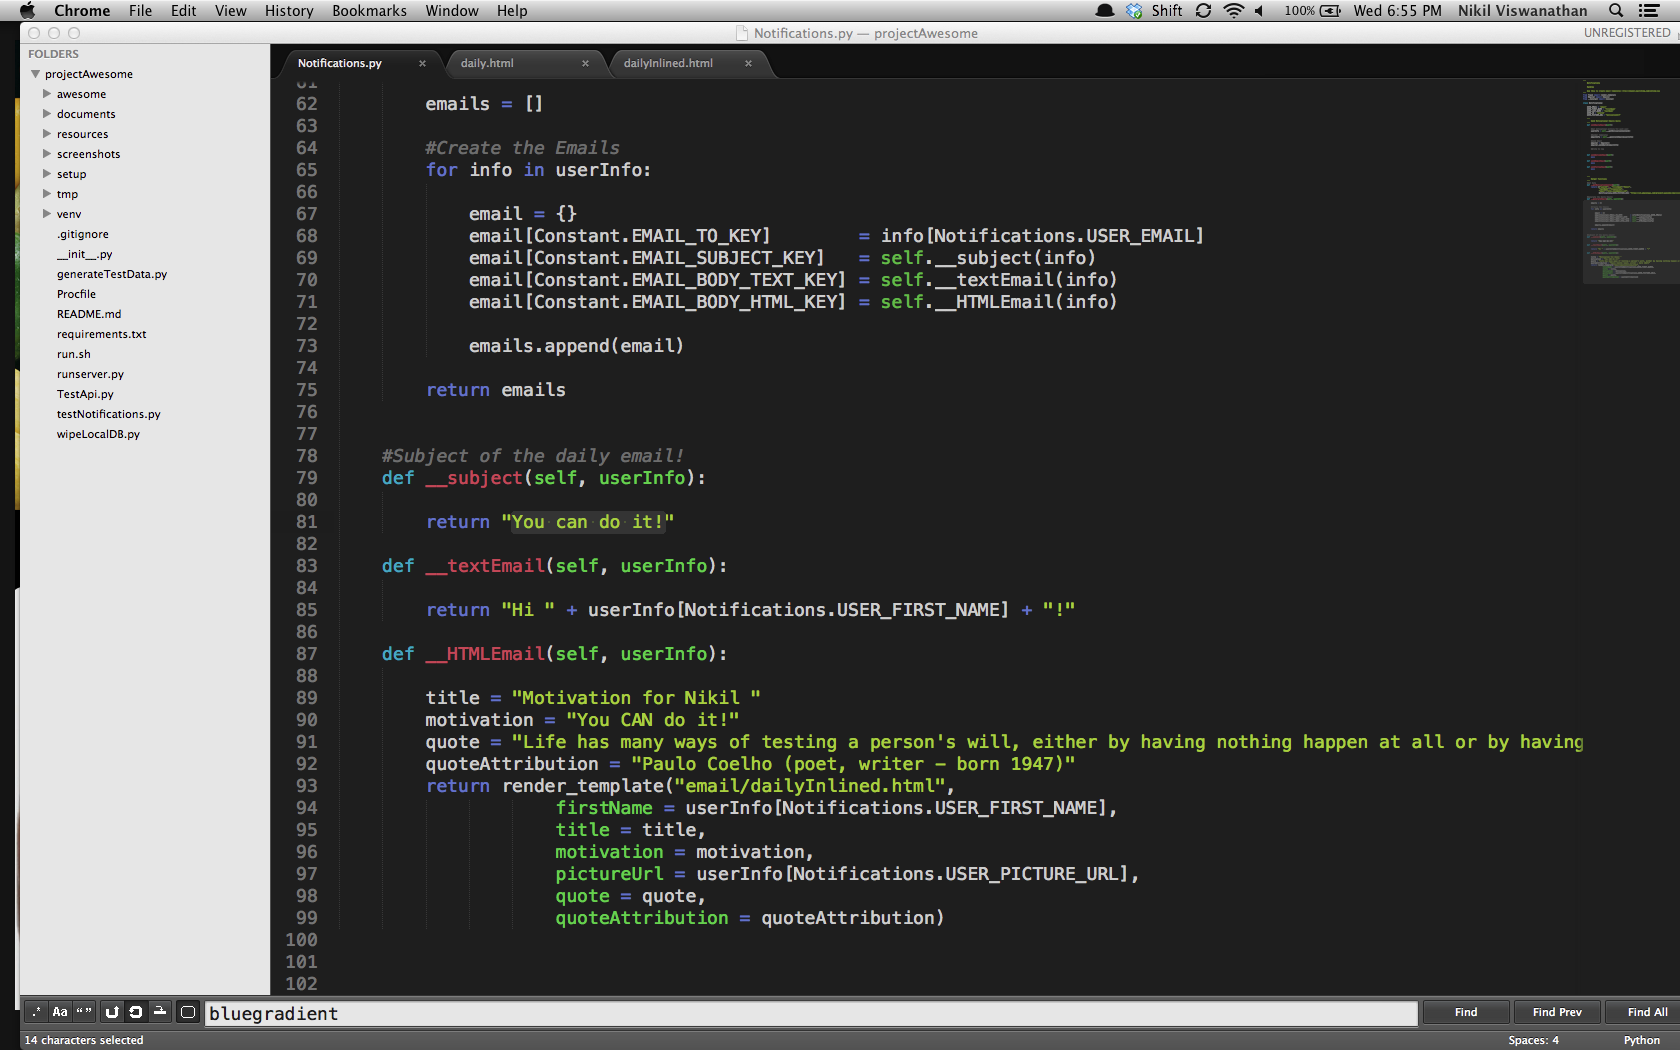 Chrome File Edit View History Bookmarks Window Help Shift 100% Wed 6:55 PM Nikil Viswanathan
Notifications.py — projectAwesome UNREGISTERED
FOLDERS
projectAwesome
awesome
documents
resources
screenshots
setup
tmp
venv
.gitignore
__init__.py
generateTestData.py
Procfile
README.md
requirements.txt
run.sh
runserver.py
TestApi.py
testNotifications.py
wipeLocalDB.py
Notifications.py × daily.html × dailyInlined.html ×
61
62 emails = []
63
64 #Create the Emails
65 for info in userInfo:
66
67 email = {}
68 email[Constant.EMAIL_TO_KEY] = info[Notifications.USER_EMAIL]
69 email[Constant.EMAIL_SUBJECT_KEY] = self.__subject(info)
70 email[Constant.EMAIL_BODY_TEXT_KEY] = self.__textEmail(info)
71 email[Constant.EMAIL_BODY_HTML_KEY] = self.__HTMLEmail(info)
72
73 emails.append(email)
74
75 return emails
76
77
78 #Subject of the daily email!
79 def __subject(self, userInfo):
80
81 return "You can do it!"
82
83 def __textEmail(self, userInfo):
84
85 return "Hi " + userInfo[Notifications.USER_FIRST_NAME] + "!"
86
87 def __HTMLEmail(self, userInfo):
88
89 title = "Motivation for Nikil "
90 motivation = "You CAN do it!"
91 quote = "Life has many ways of testing a person's will, either by having nothing happen at all or by having
92 quoteAttribution = "Paulo Coelho (poet, writer – born 1947)"
93 return render_template("email/dailyInlined.html",
94 firstName = userInfo[Notifications.USER_FIRST_NAME],
95 title = title,
96 motivation = motivation,
97 pictureUrl = userInfo[Notifications.USER_PICTURE_URL],
98 quote = quote,
99 quoteAttribution = quoteAttribution)
100
101
102
.* Aa “” bluegradient Find Find Prev Find All
14 characters selected Spaces: 4 Python